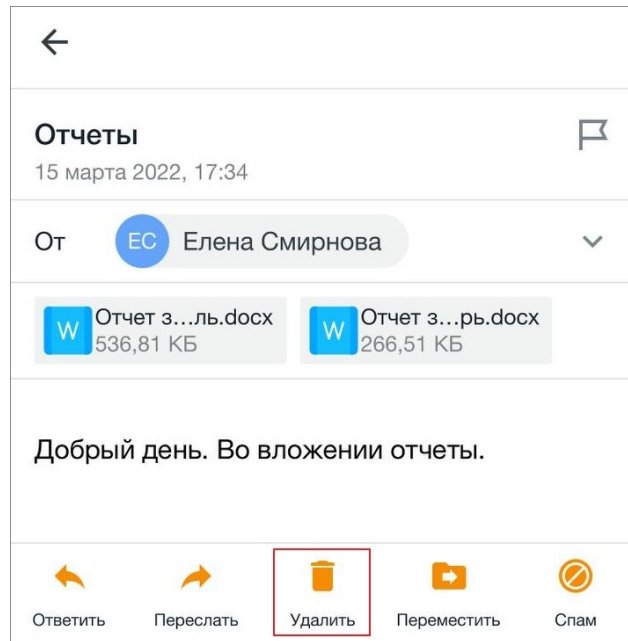 Отчеты
15 марта 2022, 17:34
От ЕС Елена Смирнова
W Отчет з...ль.docx W Отчет з...рь.docx
536,81 КБ 266,51 КБ
Добрый день. Во вложении отчеты.
Ответить Переслать Удалить Переместить Спам